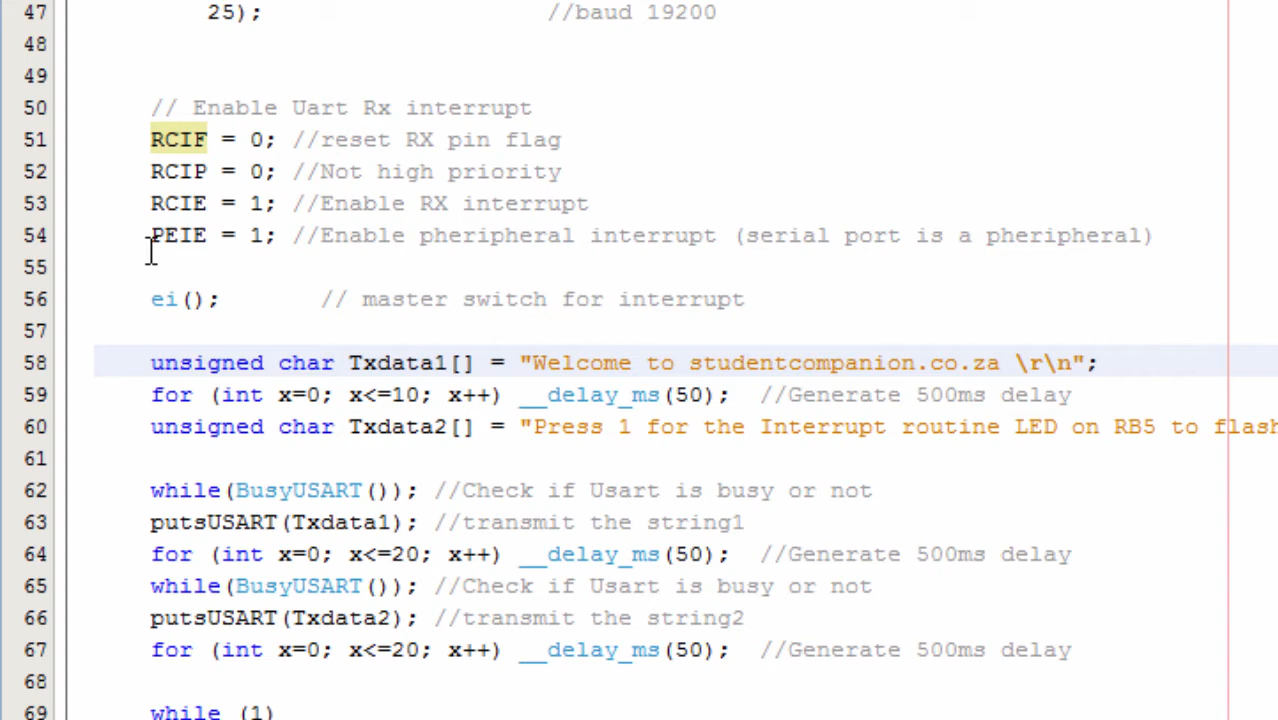 47 25); //baud 19200
48
49
50 // Enable Uart Rx interrupt
51 RCIF = 0; //reset RX pin flag
52 RCIP = 0; //Not high priority
53 RCIE = 1; //Enable RX interrupt
54 PEIE = 1; //Enable pheripheral interrupt (serial port is a pheripheral)
55
56 ei(); // master switch for interrupt
57
58 unsigned char Txdata1[] = "Welcome to studentcompanion.co.za \r\n";
59 for (int x=0; x<=10; x++) __delay_ms(50); //Generate 500ms delay
60 unsigned char Txdata2[] = "Press 1 for the Interrupt routine LED on RB5 to flash
61
62 while(BusyUSART()); //Check if Usart is busy or not
63 putsUSART(Txdata1); //transmit the string1
64 for (int x=0; x<=20; x++) __delay_ms(50); //Generate 500ms delay
65 while(BusyUSART()); //Check if Usart is busy or not
66 putsUSART(Txdata2); //transmit the string2
67 for (int x=0; x<=20; x++) __delay_ms(50); //Generate 500ms delay
68
69 while (1)